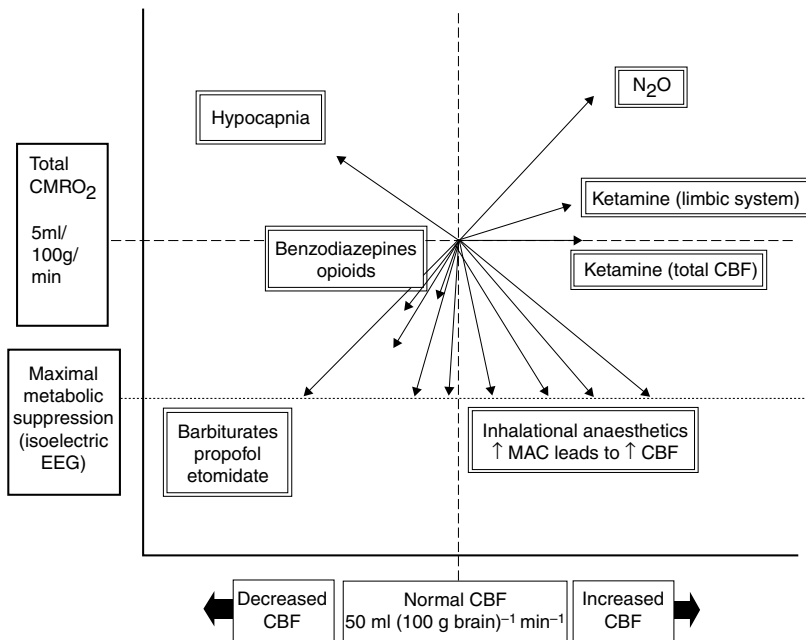 N₂O
Hypocapnia
Total
CMRO₂
5ml/
100g/
min
Ketamine (limbic system)
Benzodiazepines
opioids
Ketamine (total CBF)
Maximal
metabolic
suppression
(isoelectric
EEG)
Barbiturates
propofol
etomidate
Inhalational anaesthetics
↑ MAC leads to ↑ CBF
Decreased
CBF
Normal CBF
50 ml (100 g brain)⁻¹ min⁻¹
Increased
CBF